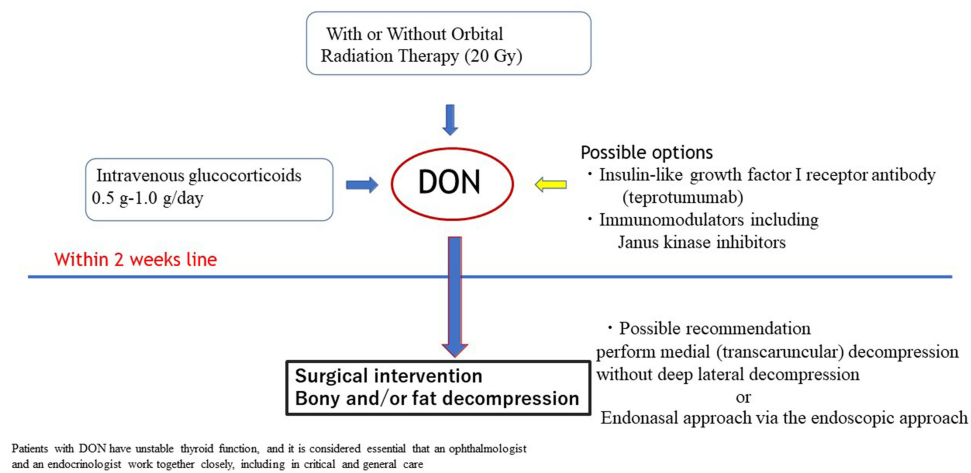 With or Without Orbital
Radiation Therapy (20 Gy)
Intravenous glucocorticoids
0.5 g-1.0 g/day
DON
Possible options
・Insulin-like growth factor I receptor antibody
(teprotumumab)
・Immunomodulators including
Janus kinase inhibitors
Within 2 weeks line
Surgical intervention
Bony and/or fat decompression
・Possible recommendation
perform medial (transcaruncular) decompression
without deep lateral decompression
or
Endonasal approach via the endoscopic approach
Patients with DON have unstable thyroid function, and it is considered essential that an ophthalmologist
and an endocrinologist work together closely, including in critical and general care